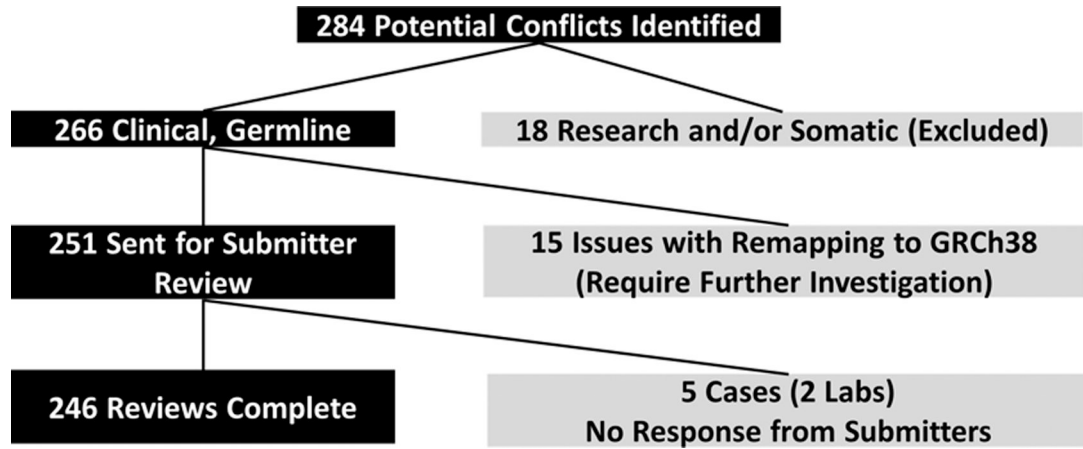 284 Potential Conflicts Identified
266 Clinical, Germline
18 Research and/or Somatic (Excluded)
251 Sent for Submitter
Review
15 Issues with Remapping to GRCh38
(Require Further Investigation)
246 Reviews Complete
5 Cases (2 Labs)
No Response from Submitters